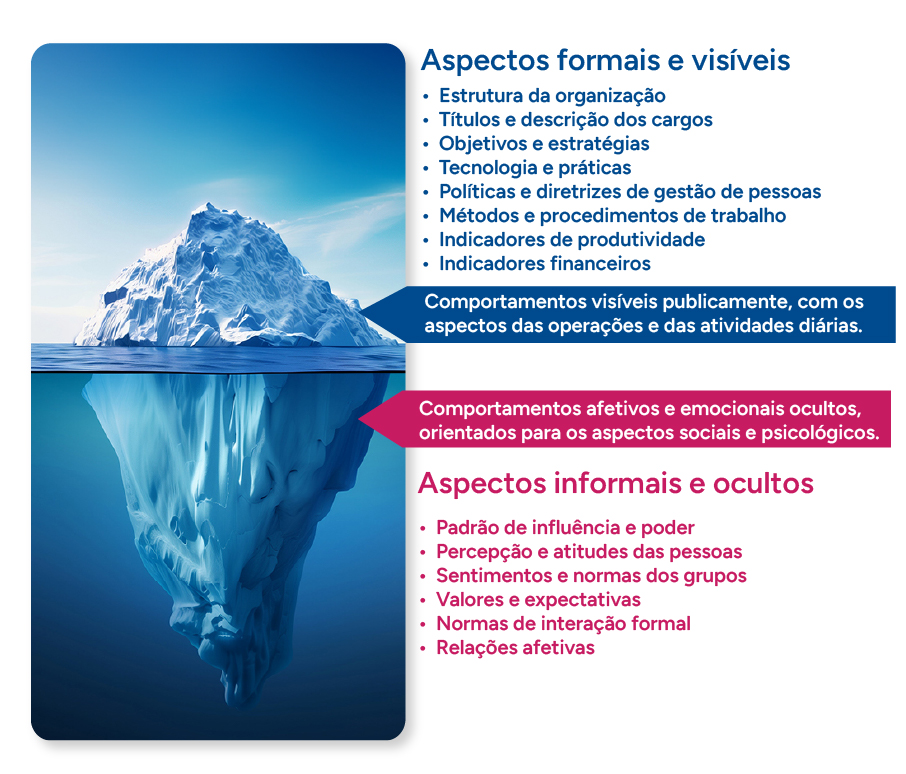 Aspectos formais e visíveis
• Estrutura da organização
• Títulos e descrição dos cargos
• Objetivos e estratégias
• Tecnologia e práticas
• Políticas e diretrizes de gestão de pessoas
• Métodos e procedimentos de trabalho
• Indicadores de produtividade
• Indicadores financeiros
Comportamentos visíveis publicamente, com os
aspectos das operações e das atividades diárias.
Comportamentos afetivos e emocionais ocultos,
orientados para os aspectos sociais e psicológicos.
Aspectos informais e ocultos
• Padrão de influência e poder
• Percepção e atitudes das pessoas
• Sentimentos e normas dos grupos
• Valores e expectativas
• Normas de interação formal
• Relações afetivas